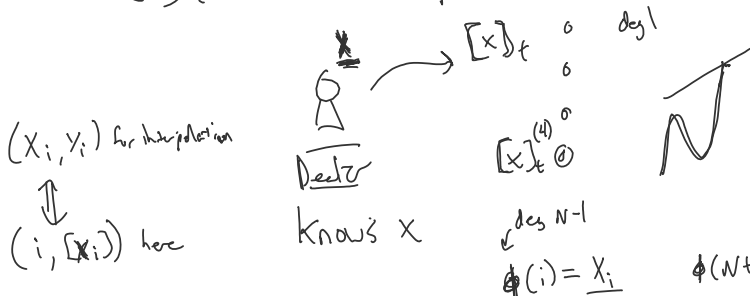 x
[x]_t
deg 1
(x_i, y_i) for interpolation
[x]_t^(4)
Dealer
(i, [x_i]) here
knows x
deg N-1
ϕ(i) = x_i
ϕ(N+